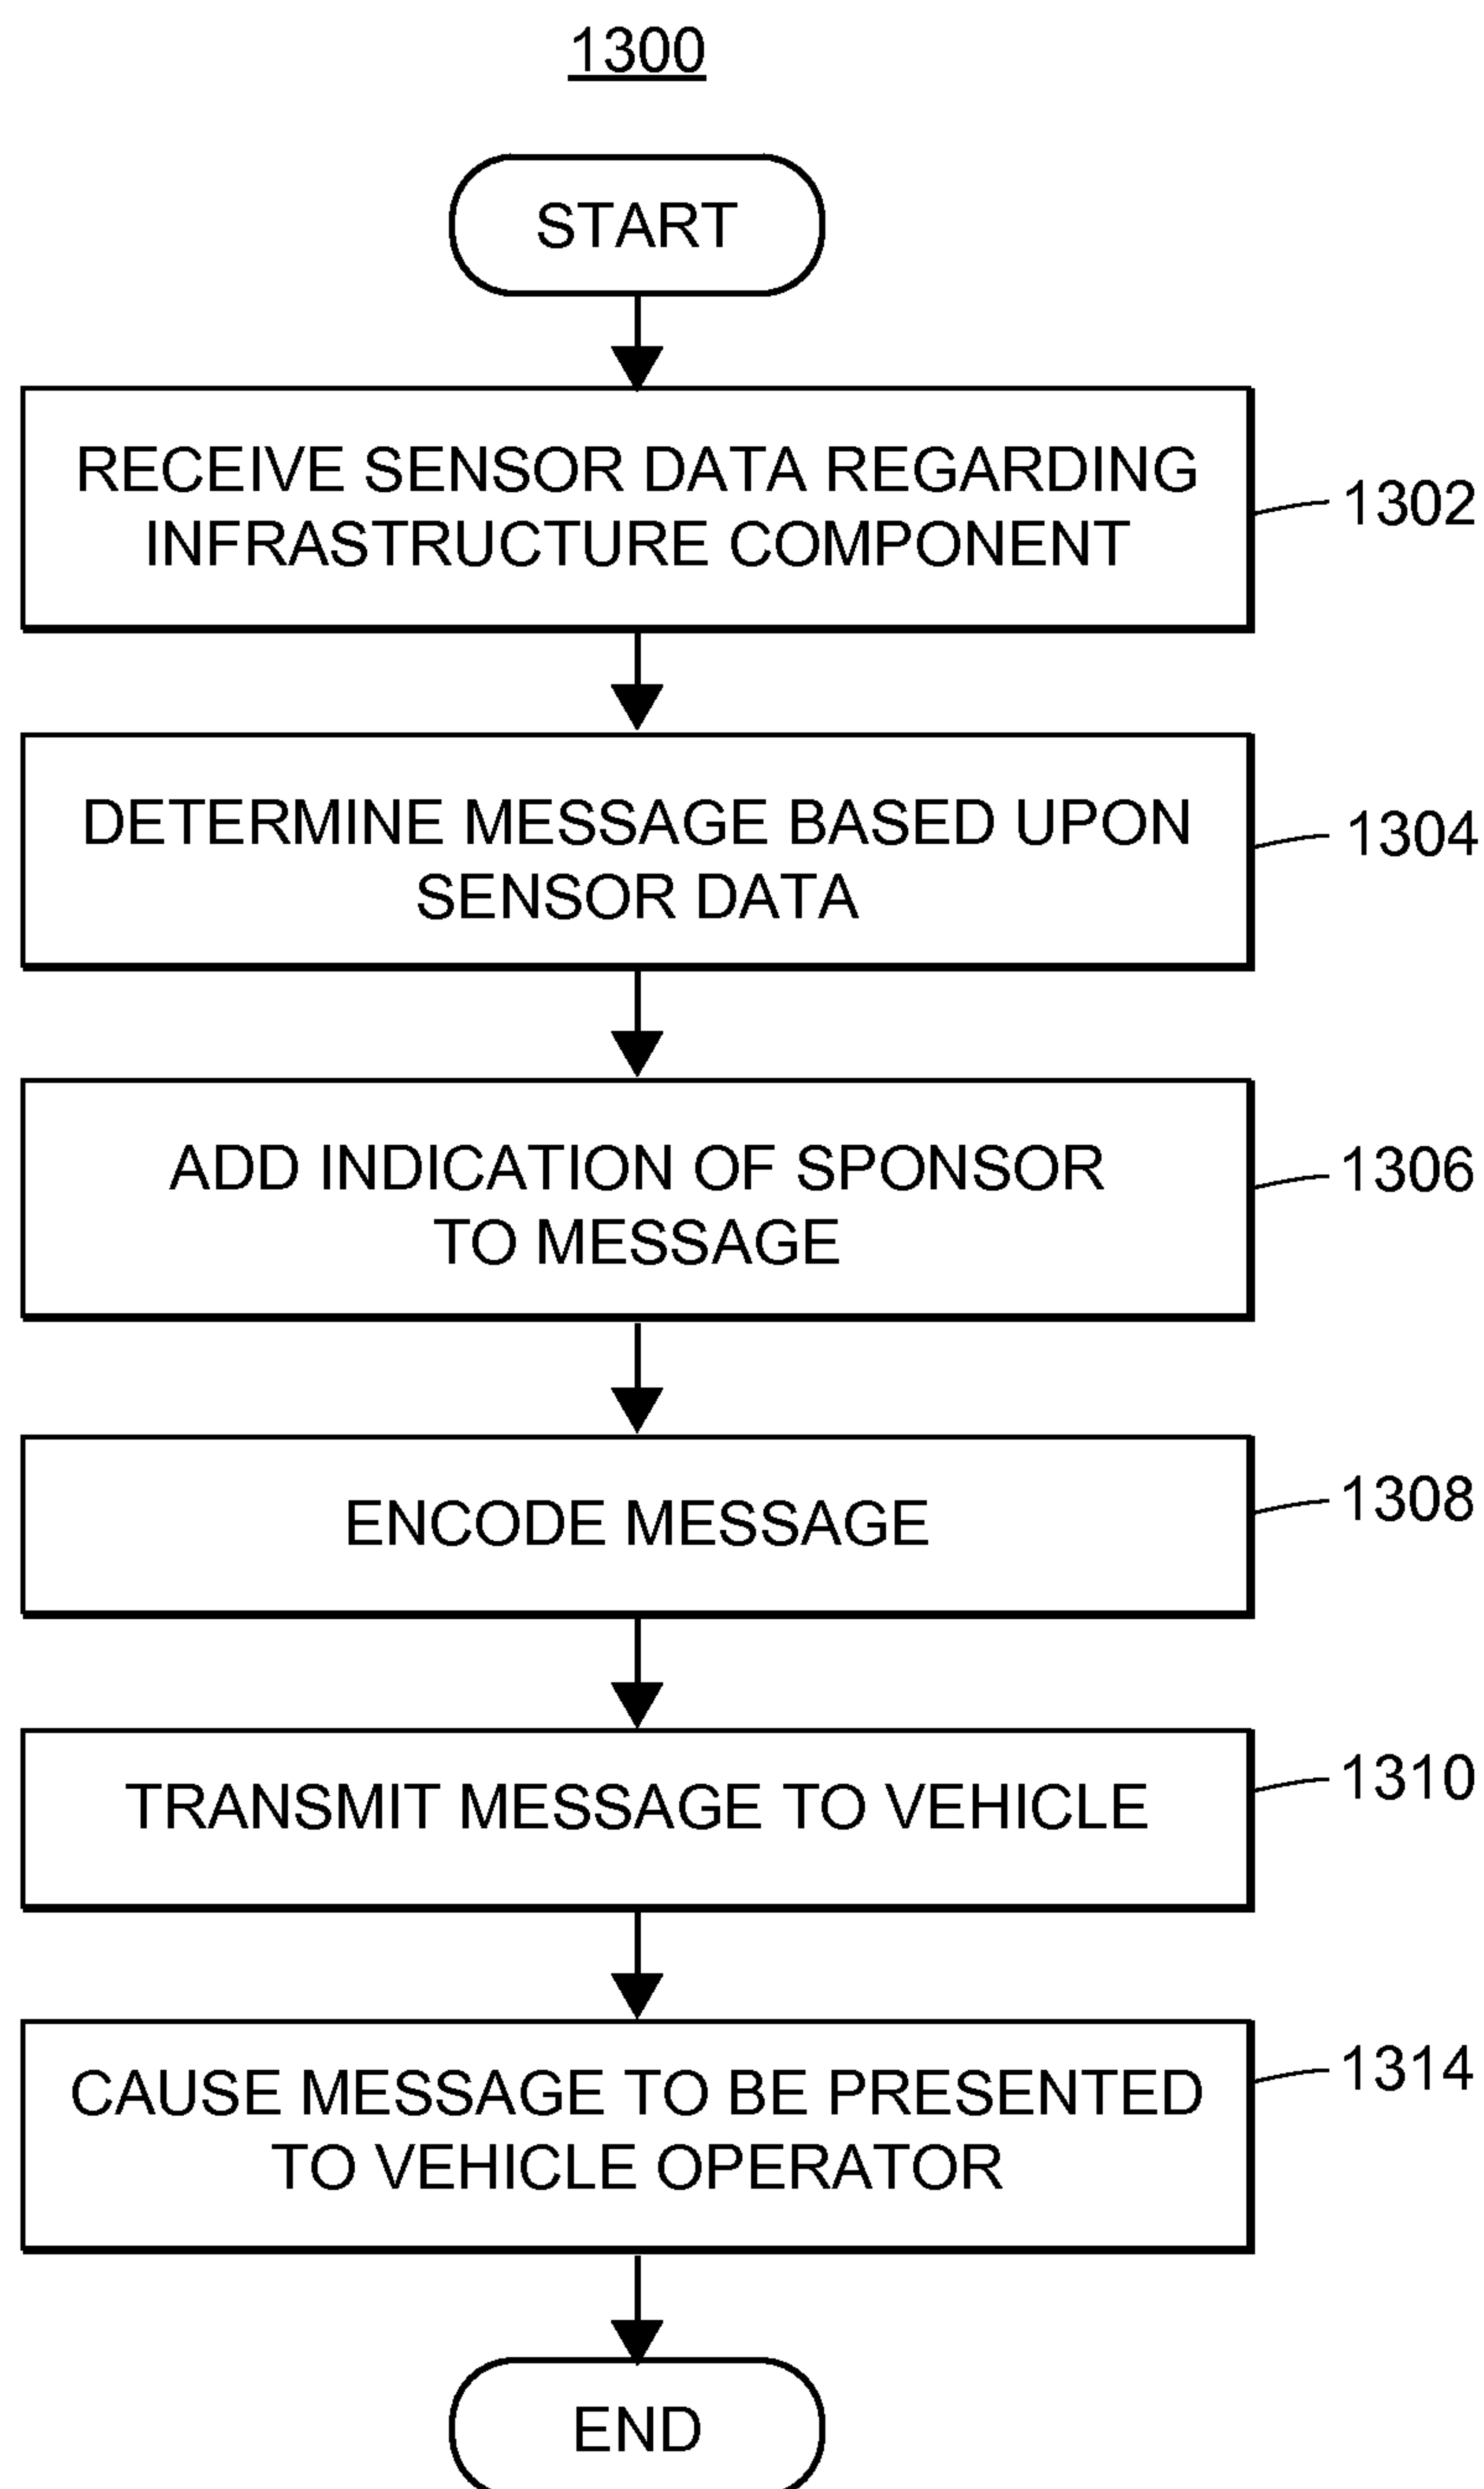 1300
START
RECEIVE SENSOR DATA REGARDING
INFRASTRUCTURE COMPONENT
1302
DETERMINE MESSAGE BASED UPON
SENSOR DATA
1304
ADD INDICATION OF SPONSOR
TO MESSAGE
1306
ENCODE MESSAGE
1308
TRANSMIT MESSAGE TO VEHICLE
1310
CAUSE MESSAGE TO BE PRESENTED
TO VEHICLE OPERATOR
1314
END